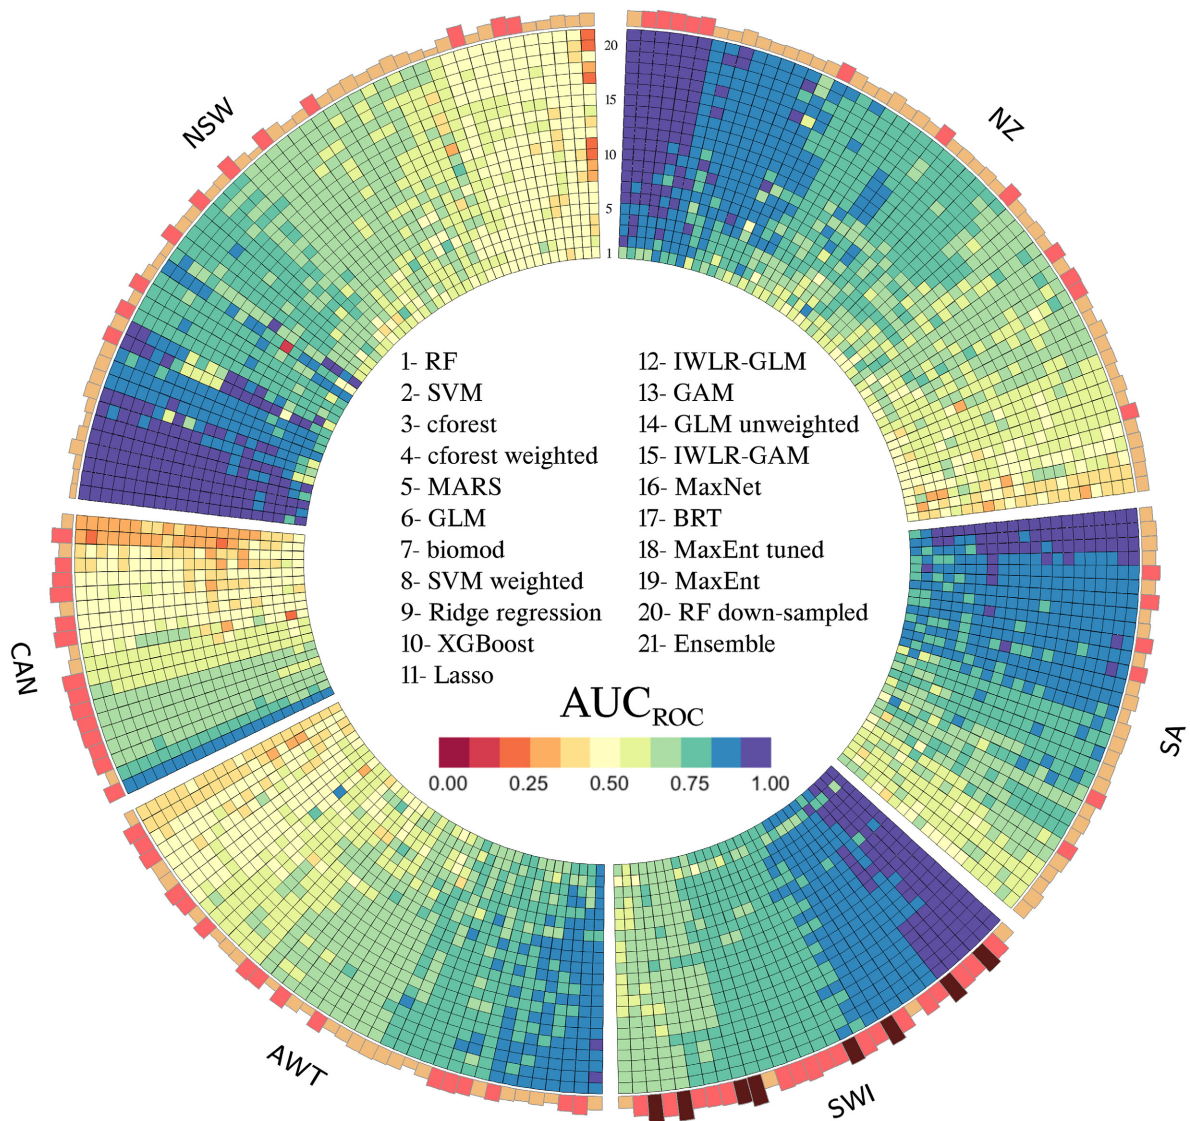 NSW
NZ
20
15
10
5
1
1- RF
2- SVM
3- cforest
4- cforest weighted
5- MARS
6- GLM
7- biomod
8- SVM weighted
9- Ridge regression
10- XGBoost
11- Lasso
12- IWLR-GLM
13- GAM
14- GLM unweighted
15- IWLR-GAM
16- MaxNet
17- BRT
18- MaxEnt tuned
19- MaxEnt
20- RF down-sampled
21- Ensemble
AUC_ROC
0.00 0.25 0.50 0.75 1.00
CAN
SA
AWT
SWI